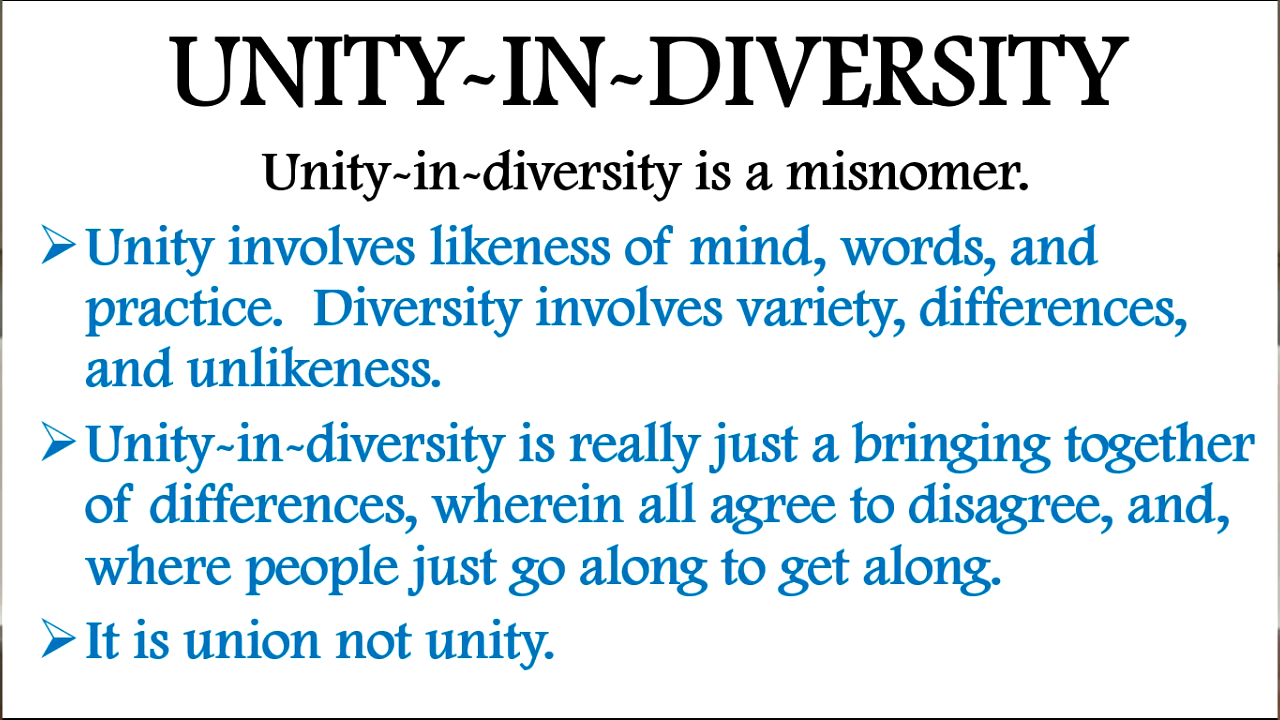 UNITY~IN~DIVERSITY
Unity~in~diversity is a misnomer.
➢Unity involves likeness of mind, words, and
practice.  Diversity involves variety, differences,
and unlikeness.
➢Unity~in~diversity is really just a bringing together
of differences, wherein all agree to disagree, and,
where people just go along to get along.
➢It is union not unity.